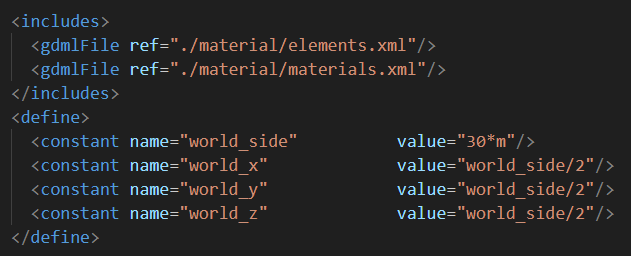 <includes>
<gdmlFile ref="./material/elements.xml"/>
<gdmlFile ref="./material/materials.xml"/>
</includes>
<define>
<constant name="world_side" value="30*m"/>
<constant name="world_x" value="world_side/2"/>
<constant name="world_y" value="world_side/2"/>
<constant name="world_z" value="world_side/2"/>
</define>